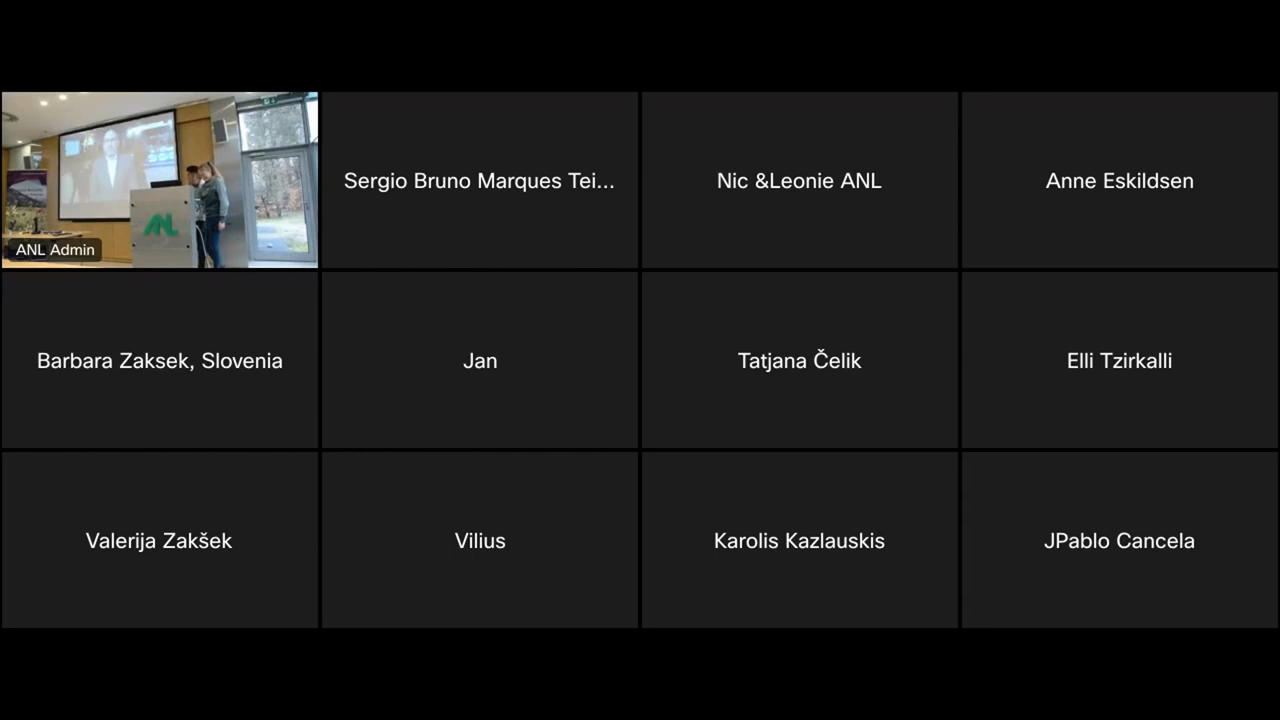 ANL
ANL Admin
Sergio Bruno Marques Tei...
Nic &Leonie ANL
Anne Eskildsen
Barbara Zaksek, Slovenia
Jan
Tatjana Čelik
Elli Tzirkalli
Valerija Zakšek
Vilius
Karolis Kazlauskis
JPablo Cancela